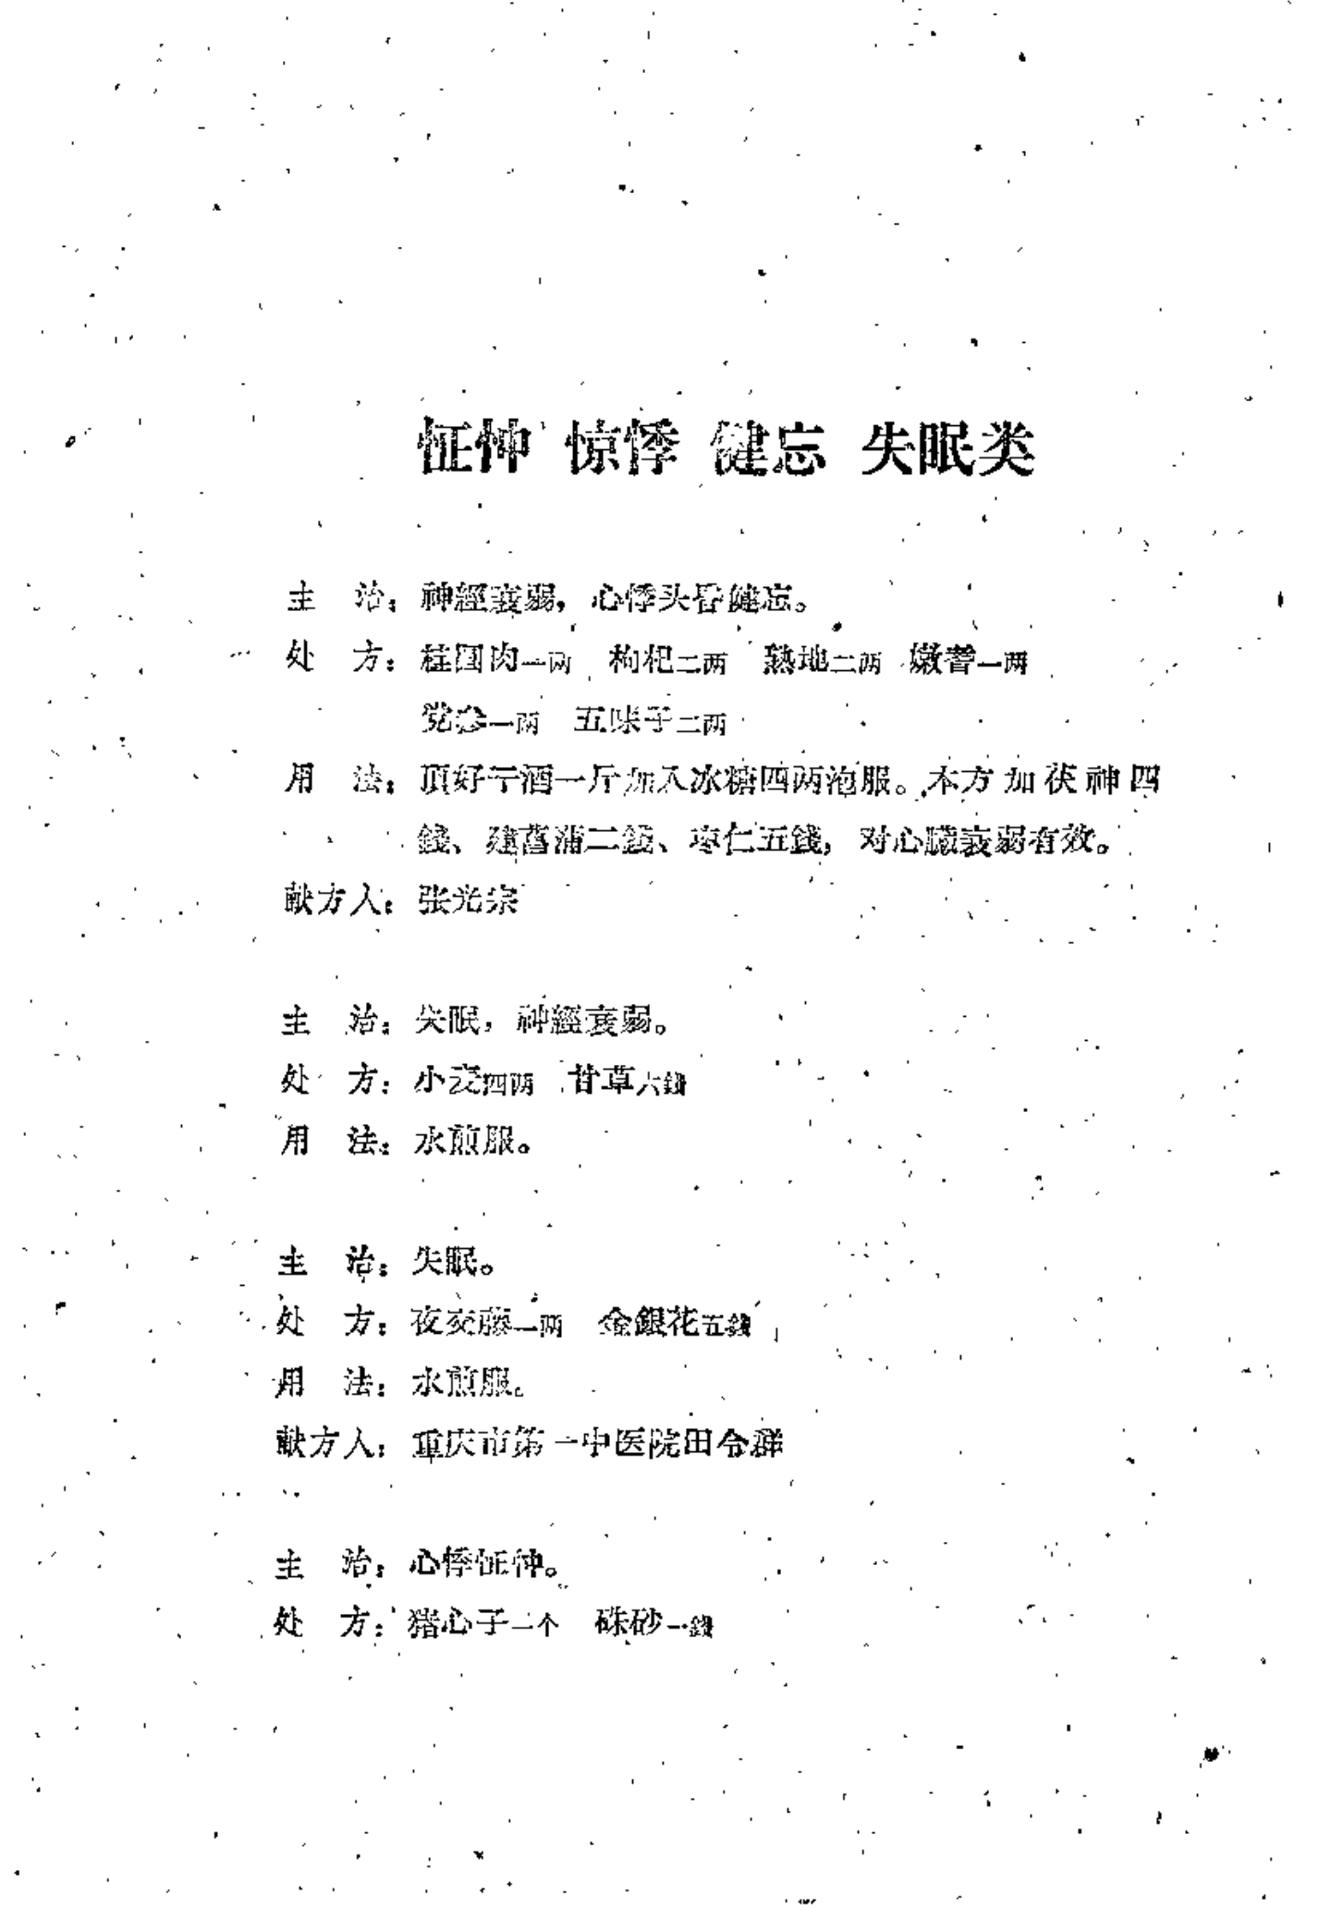 怔忡 惊悸 健忘 失眠类
主　治：神經衰弱，心悸头昏健忘。
处　方：桂圆肉一两　枸杞二两　熟地二两　嫩蓍一两
党参一两　五味子二两
用　法：頂好干酒一斤加入冰糖四两泡服。本方加茯神四
錢、建菖蒲二錢、枣仁五錢，对心臟衰弱有效。
献方人：张光宗
主　治：失眠，神經衰弱。
处　方：小麦四两　甘草六錢
用　法：水煎服。
主　治：失眠。
处　方：夜交藤一两　金銀花五錢
用　法：水煎服。
献方人：重庆市第一中医院田令群
主　治：心悸怔忡。
处　方：猪心子　个　硃砂一錢